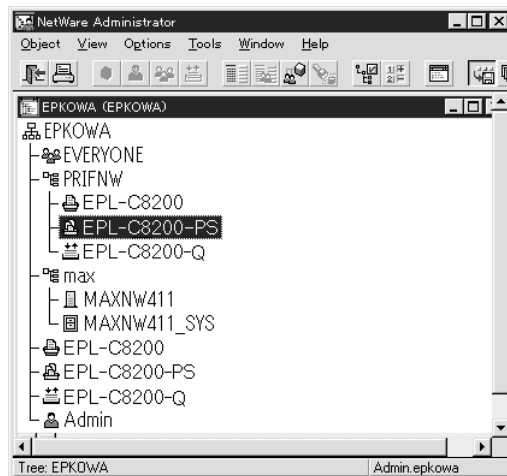 NetWare Administrator
Object View Options Tools Window Help
EPKOWA (EPKOWA)
EPKOWA
EVERYONE
PRIFNW
EPL-C8200
EPL-C8200-PS
EPL-C8200-Q
max
MAXNW411
MAXNW411_SYS
EPL-C8200
EPL-C8200-PS
EPL-C8200-Q
Admin
Tree: EPKOWA Admin.epkowa